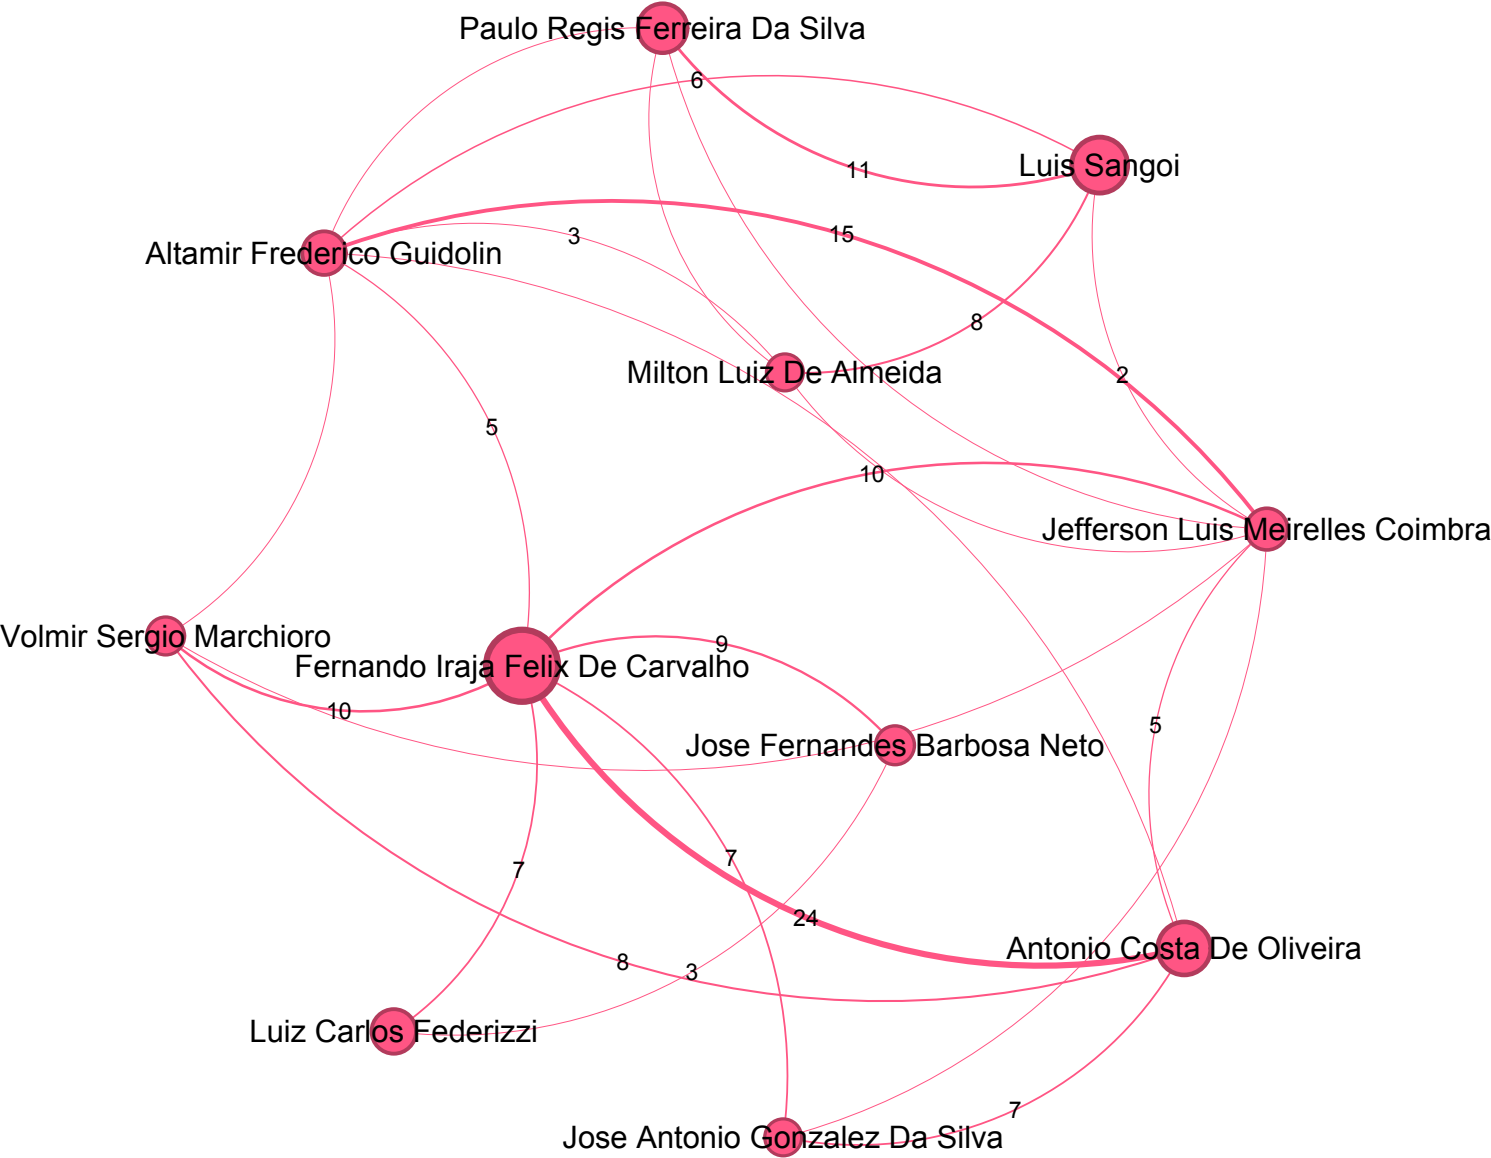 Paulo Regis Ferreira Da Silva
6
Luis Sangoi
11
15
3
Altamir Frederico Guidolin
8
Milton Luiz De Almeida
2
5
10
Jefferson Luis Meirelles Coimbra
Volmir Sergio Marchioro
9
Fernando Iraja Felix De Carvalho
10
5
Jose Fernandes Barbosa Neto
7
7
24
Antonio Costa De Oliveira
8
3
Luiz Carlos Federizzi
7
Jose Antonio Gonzalez Da Silva